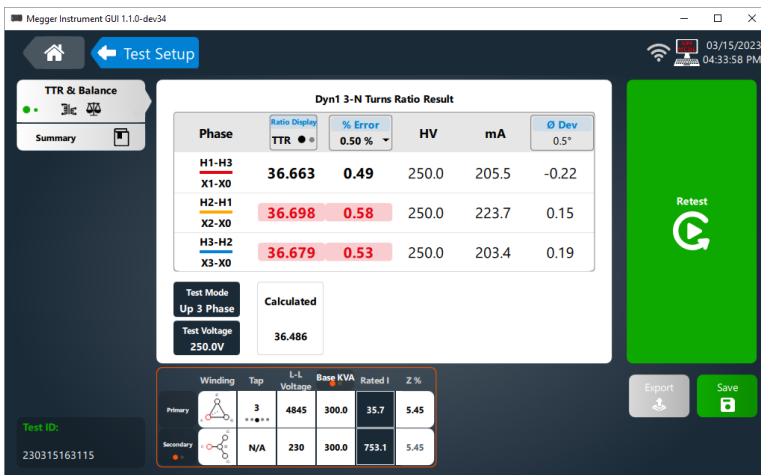 Megger Instrument GUI 1.1.0-dev34
Test Setup
03/15/2023
04:33:58 PM
TTR & Balance
Summary
Dyn1 3-N Turns Ratio Result
Phase
Ratio Display
TTR
% Error
0.50 %
HV
mA
Ø Dev
0.5°
H1-H3
X1-X0
36.663 0.49 250.0 205.5 -0.22
H2-H1
X2-X0
36.698 0.58 250.0 223.7 0.15
H3-H2
X3-X0
36.679 0.53 250.0 203.4 0.19
Retest
Test Mode
Up 3 Phase
Calculated
36.486
Test Voltage
250.0V
Winding Tap L-L Voltage Base KVA Rated I Z %
Primary 3 4845 300.0 35.7 5.45
Secondary N/A 230 300.0 753.1 5.45
Export
Save
Test ID:
230315163115